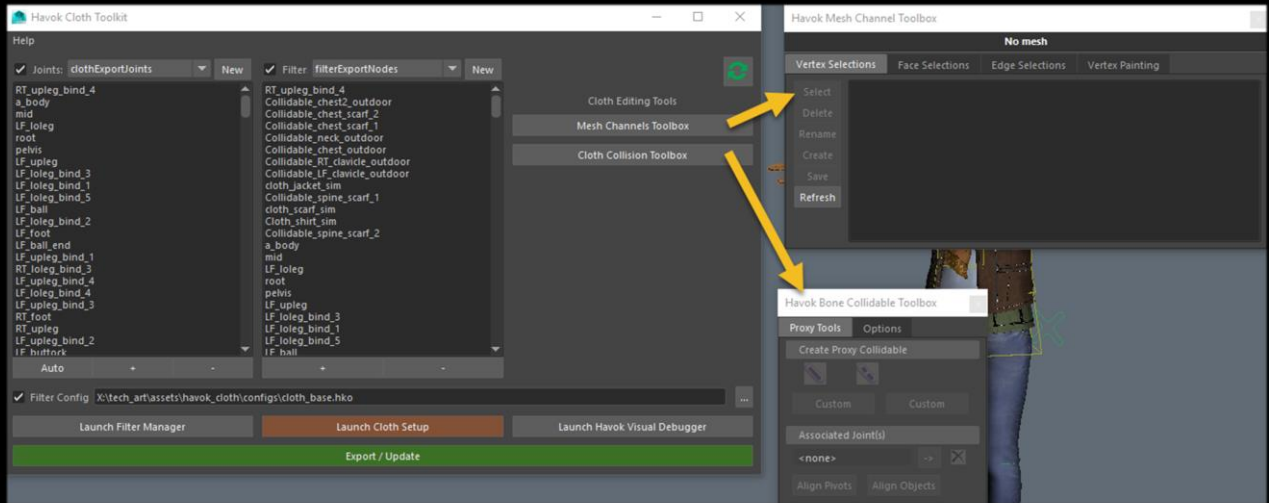 Havok Cloth Toolkit
Help
Joints: clothExportJoints New
RT_upleg_bind_4
a_body
mid
LF_loleg
root
pelvis
LF_upleg
LF_loleg_bind_3
LF_loleg_bind_1
LF_loleg_bind_5
LF_ball
LF_loleg_bind_2
LF_foot
LF_ball_end
LF_upleg_bind_1
RT_loleg_bind_3
LF_upleg_bind_4
LF_loleg_bind_4
LF_upleg_bind_3
RT_foot
RT_upleg
LF_upleg_bind_2
LF_buttock
Auto + -
Filter filterExportNodes New
RT_upleg_bind_4
Collidable_chest2_outdoor
Collidable_chest_scarf_2
Collidable_chest_scarf_1
Collidable_neck_outdoor
Collidable_chest_outdoor
Collidable_RT_clavicle_outdoor
Collidable_LF_clavicle_outdoor
cloth_jacket_sim
Collidable_spine_scarf_1
cloth_scarf_sim
Cloth_shirt_sim
Collidable_spine_scarf_2
a_body
mid
LF_loleg
root
pelvis
LF_upleg
LF_loleg_bind_3
LF_loleg_bind_1
LF_loleg_bind_5
LF_ball
+ -
Cloth Editing Tools
Mesh Channels Toolbox
Cloth Collision Toolbox
Filter Config X:\tech_art\assets\havok_cloth\configs\cloth_base.hko ...
Launch Filter Manager Launch Cloth Setup Launch Havok Visual Debugger
Export / Update
Havok Mesh Channel Toolbox
No mesh
Vertex Selections Face Selections Edge Selections Vertex Painting
Select
Delete
Rename
Create
Save
Refresh
Havok Bone Collidable Toolbox
Proxy Tools Options
Create Proxy Collidable
Custom Custom
Associated Joint(s)
<none> ->
Align Pivots Align Objects